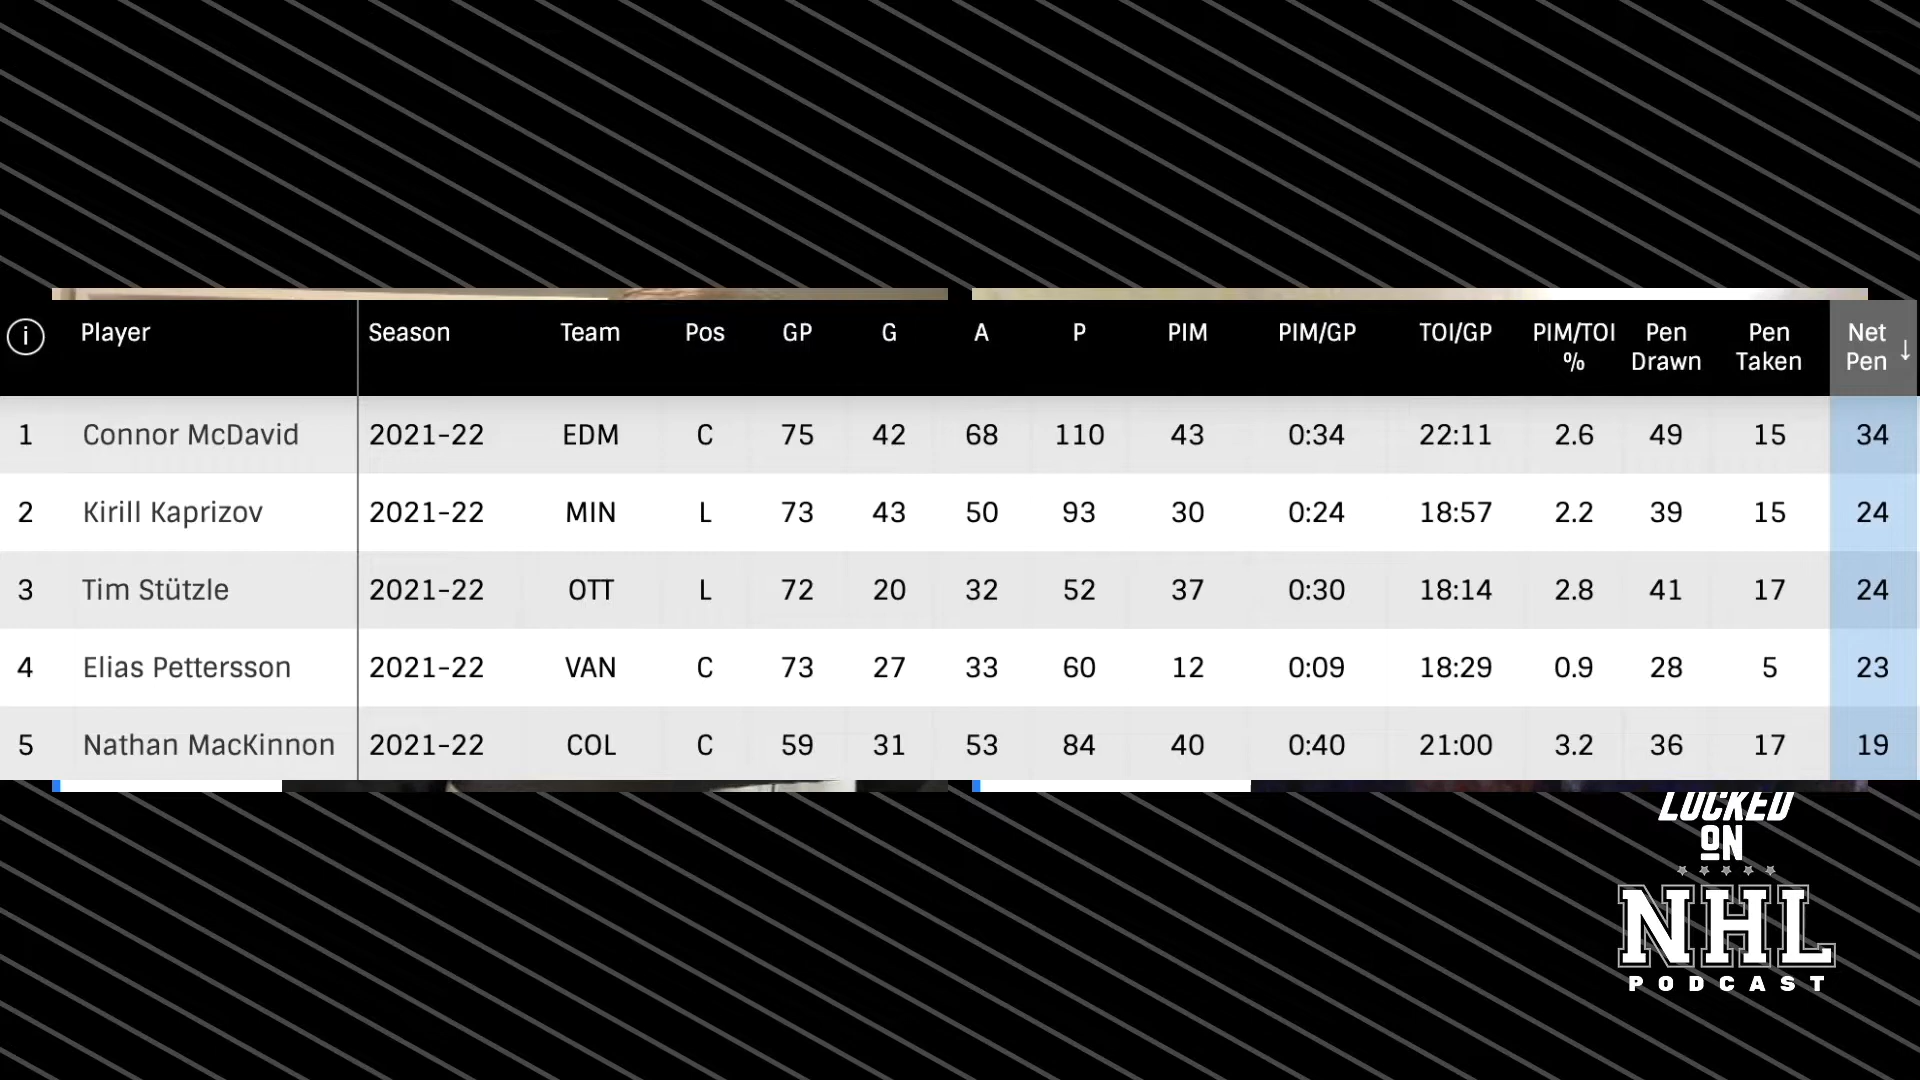 i Player Season Team Pos GP G A P PIM PIM/GP TOI/GP PIM/TOI % Pen Drawn Pen Taken Net Pen ↓
1 Connor McDavid 2021-22 EDM C 75 42 68 110 43 0:34 22:11 2.6 49 15 34
2 Kirill Kaprizov 2021-22 MIN L 73 43 50 93 30 0:24 18:57 2.2 39 15 24
3 Tim Stützle 2021-22 OTT L 72 20 32 52 37 0:30 18:14 2.8 41 17 24
4 Elias Pettersson 2021-22 VAN C 73 27 33 60 12 0:09 18:29 0.9 28 5 23
5 Nathan MacKinnon 2021-22 COL C 59 31 53 84 40 0:40 21:00 3.2 36 17 19
LOCKED
ON
NHL
PODCAST